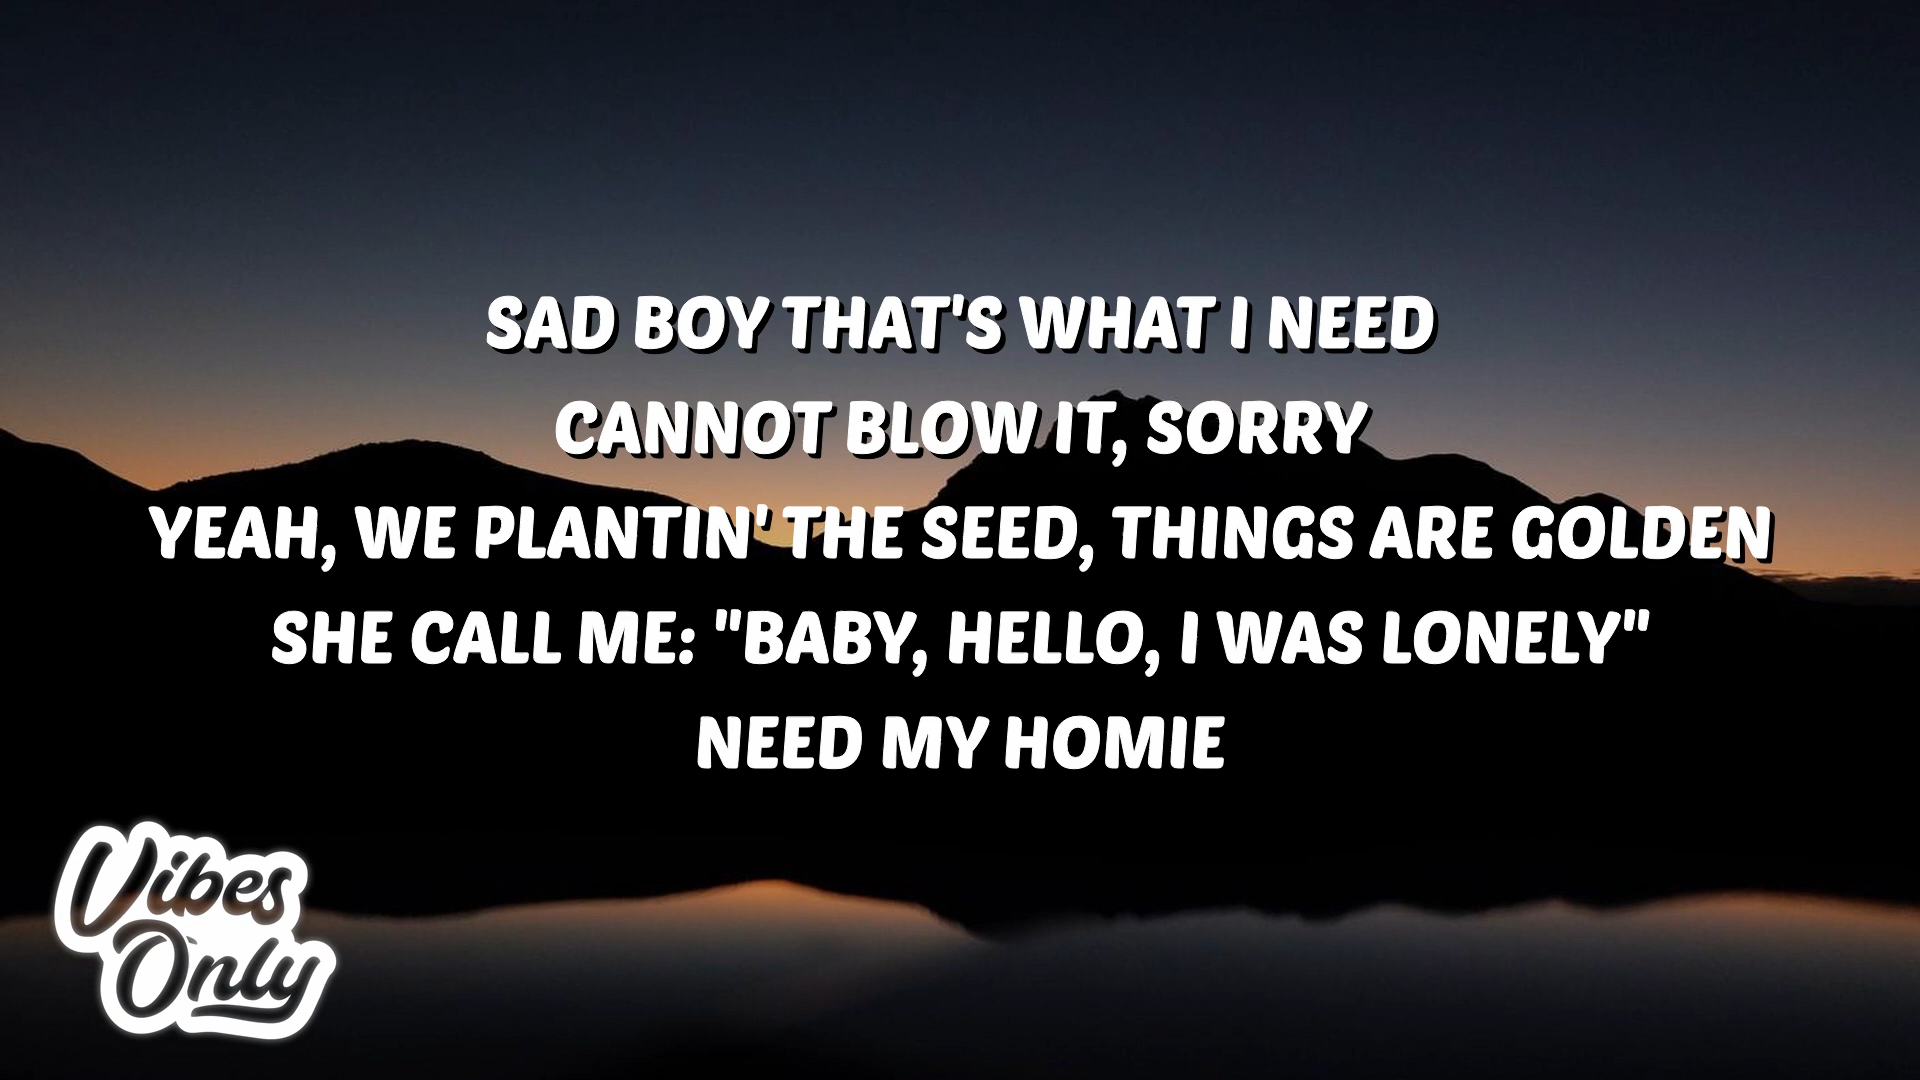 SAD BOY THAT'S WHAT I NEED
CANNOT BLOW IT, SORRY
YEAH, WE PLANTIN' THE SEED, THINGS ARE GOLDEN
SHE CALL ME: "BABY, HELLO, I WAS LONELY"
NEED MY HOMIE
Vibes
Only